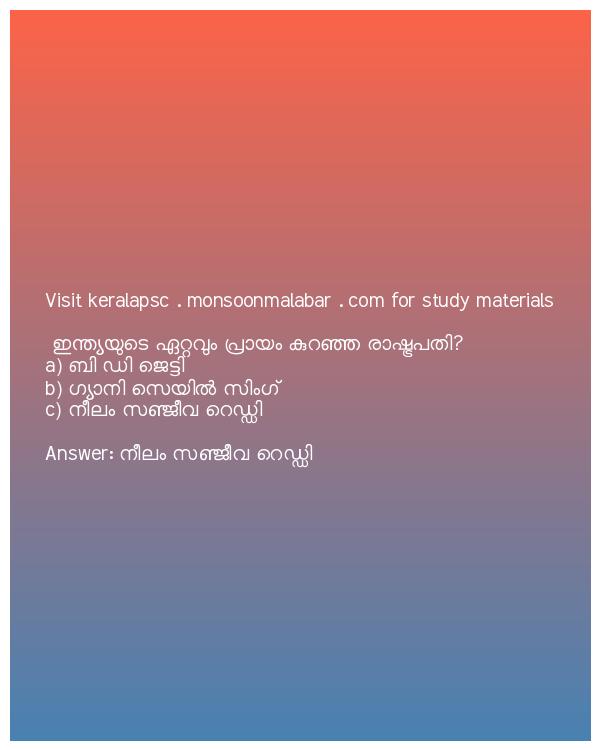 Visit keralapsc . monsoonmalabar . com for study materials
ഇന്ത്യയുടെ ഏറ്റവും പ്രായം കുറഞ്ഞ രാഷ്ട്രപതി?
a) ബി ഡി ജെട്ടി
b) ഗ്യാനി സെയിൽ സിംഗ്
c) നീലം സഞ്ജീവ റെഡ്ഡി
Answer: നീലം സഞ്ജീവ റെഡ്ഡി